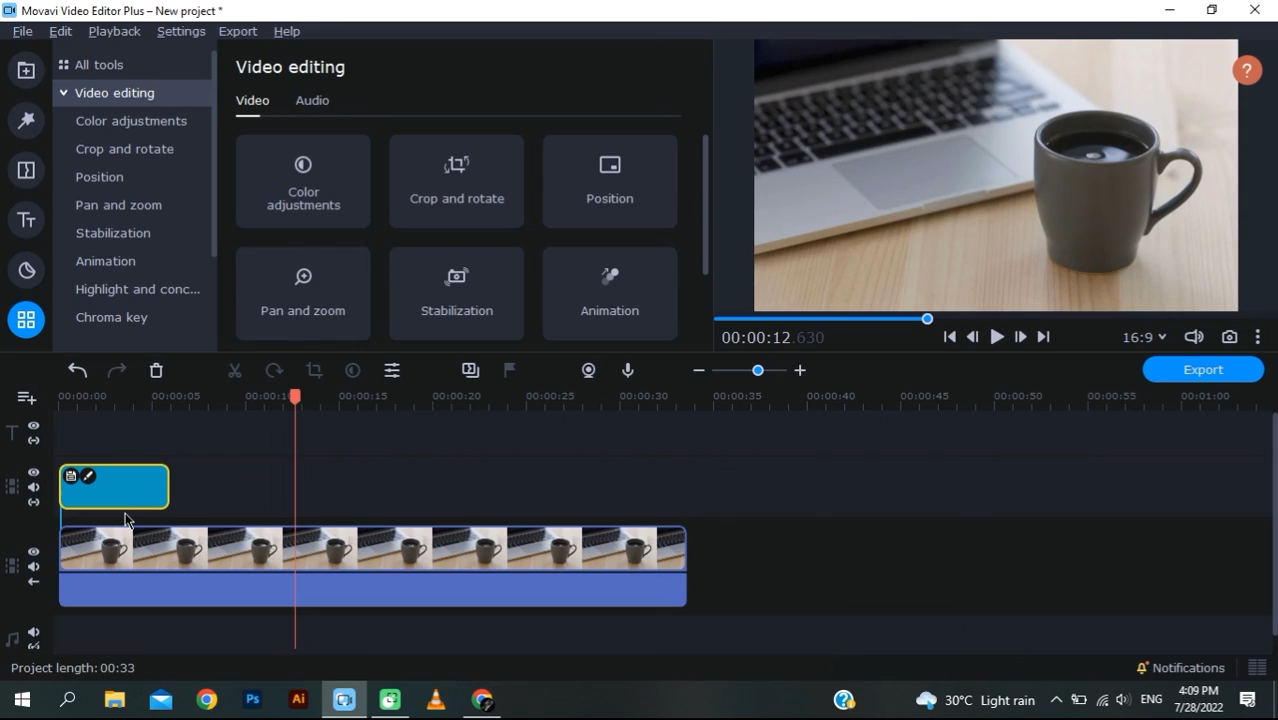 Movavi Video Editor Plus – New project *
File Edit Playback Settings Export Help
All tools
Video editing
Color adjustments
Crop and rotate
Position
Pan and zoom
Stabilization
Animation
Highlight and conc...
Chroma key
Video editing
Video Audio
Color adjustments
Crop and rotate
Position
Pan and zoom
Stabilization
Animation
?
00:00:12.630
16:9
Export
00:00:00 00:00:05 00:00:10 00:00:15 00:00:20 00:00:25 00:00:30 00:00:35 00:00:40 00:00:45 00:00:50 00:00:55 00:01:00
Project length: 00:33
Notifications
Ps
Ai
30°C Light rain
ENG
4:09 PM
7/28/2022